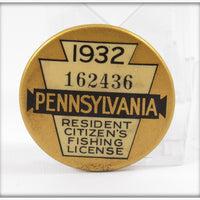 1932
162436
PENNSYLVANIA
RESIDENT
CITIZEN'S
FISHING
LICENSE